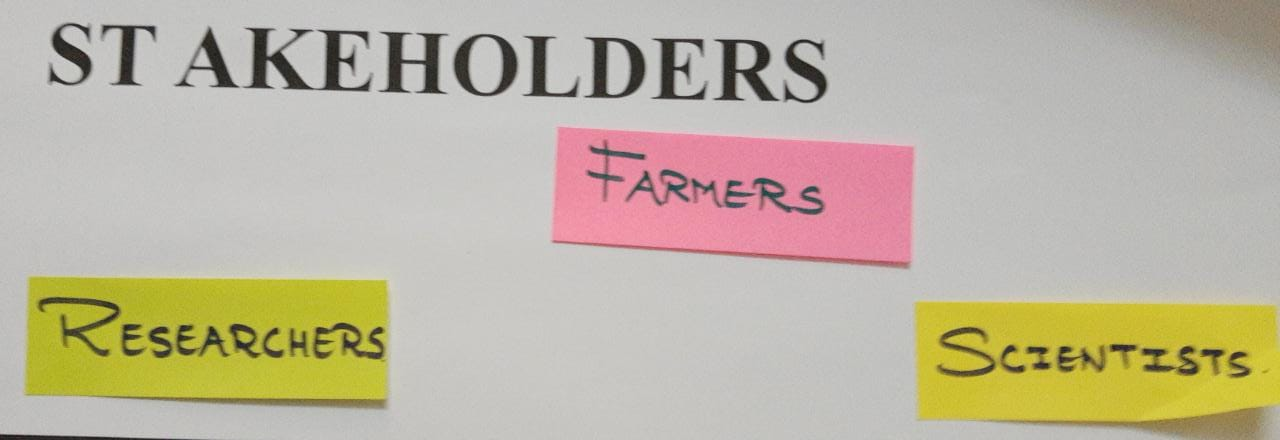 ST AKEHOLDERS
FARMERS
RESEARCHERS
SCIENTISTS.